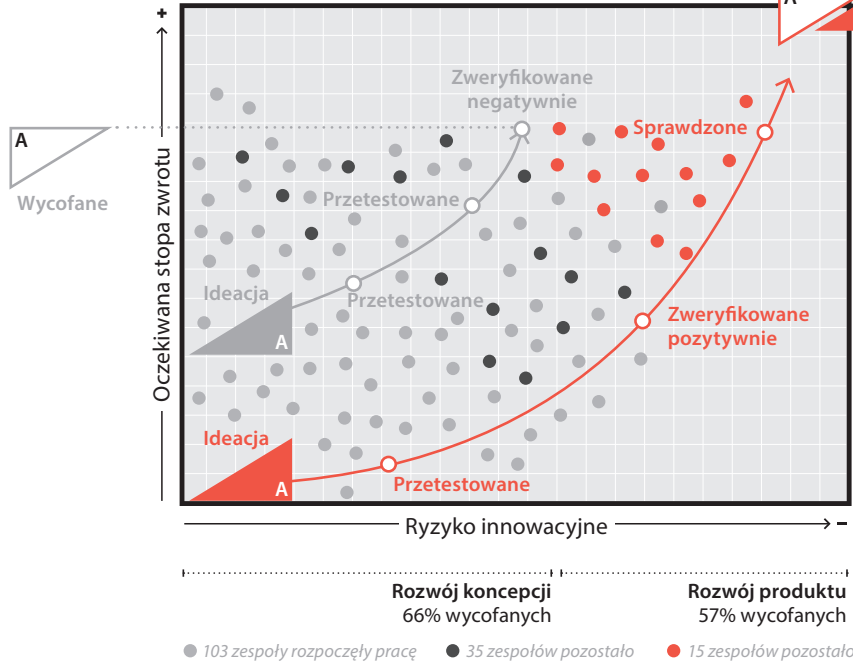 +
A
Zweryfikowane
negatywnie
Sprawdzone
A
Wycofane
Przetestowane
Oczekiwana stopa zwrotu
Ideacja
Przetestowane
A
Zweryfikowane
pozytywnie
Ideacja
A
Przetestowane
–
Ryzyko innowacyjne
–
Rozwój koncepcji
66% wycofanych
Rozwój produktu
57% wycofanych
103 zespoły rozpoczęły pracę
35 zespołów pozostało
15 zespołów pozostało